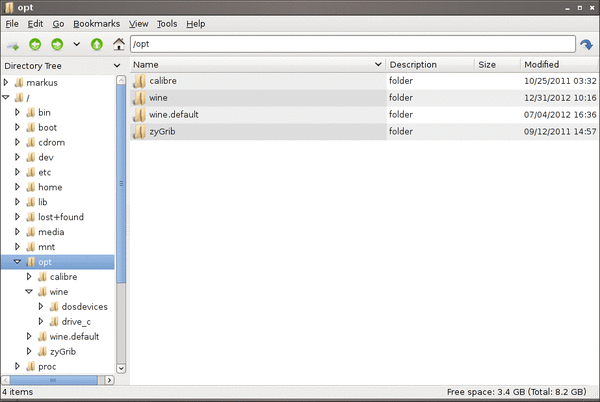 opt
File Edit Go Bookmarks View Tools Help
/opt
Directory Tree
markus
/
bin
boot
cdrom
dev
etc
home
lib
lost+found
media
mnt
opt
calibre
wine
dosdevices
drive_c
wine.default
zyGrib
proc
Name Description Size Modified
calibre folder 10/25/2011 03:32
wine folder 12/31/2012 10:16
wine.default folder 07/04/2012 16:36
zyGrib folder 09/12/2011 14:57
4 items Free space: 3.4 GB (Total: 8.2 GB)